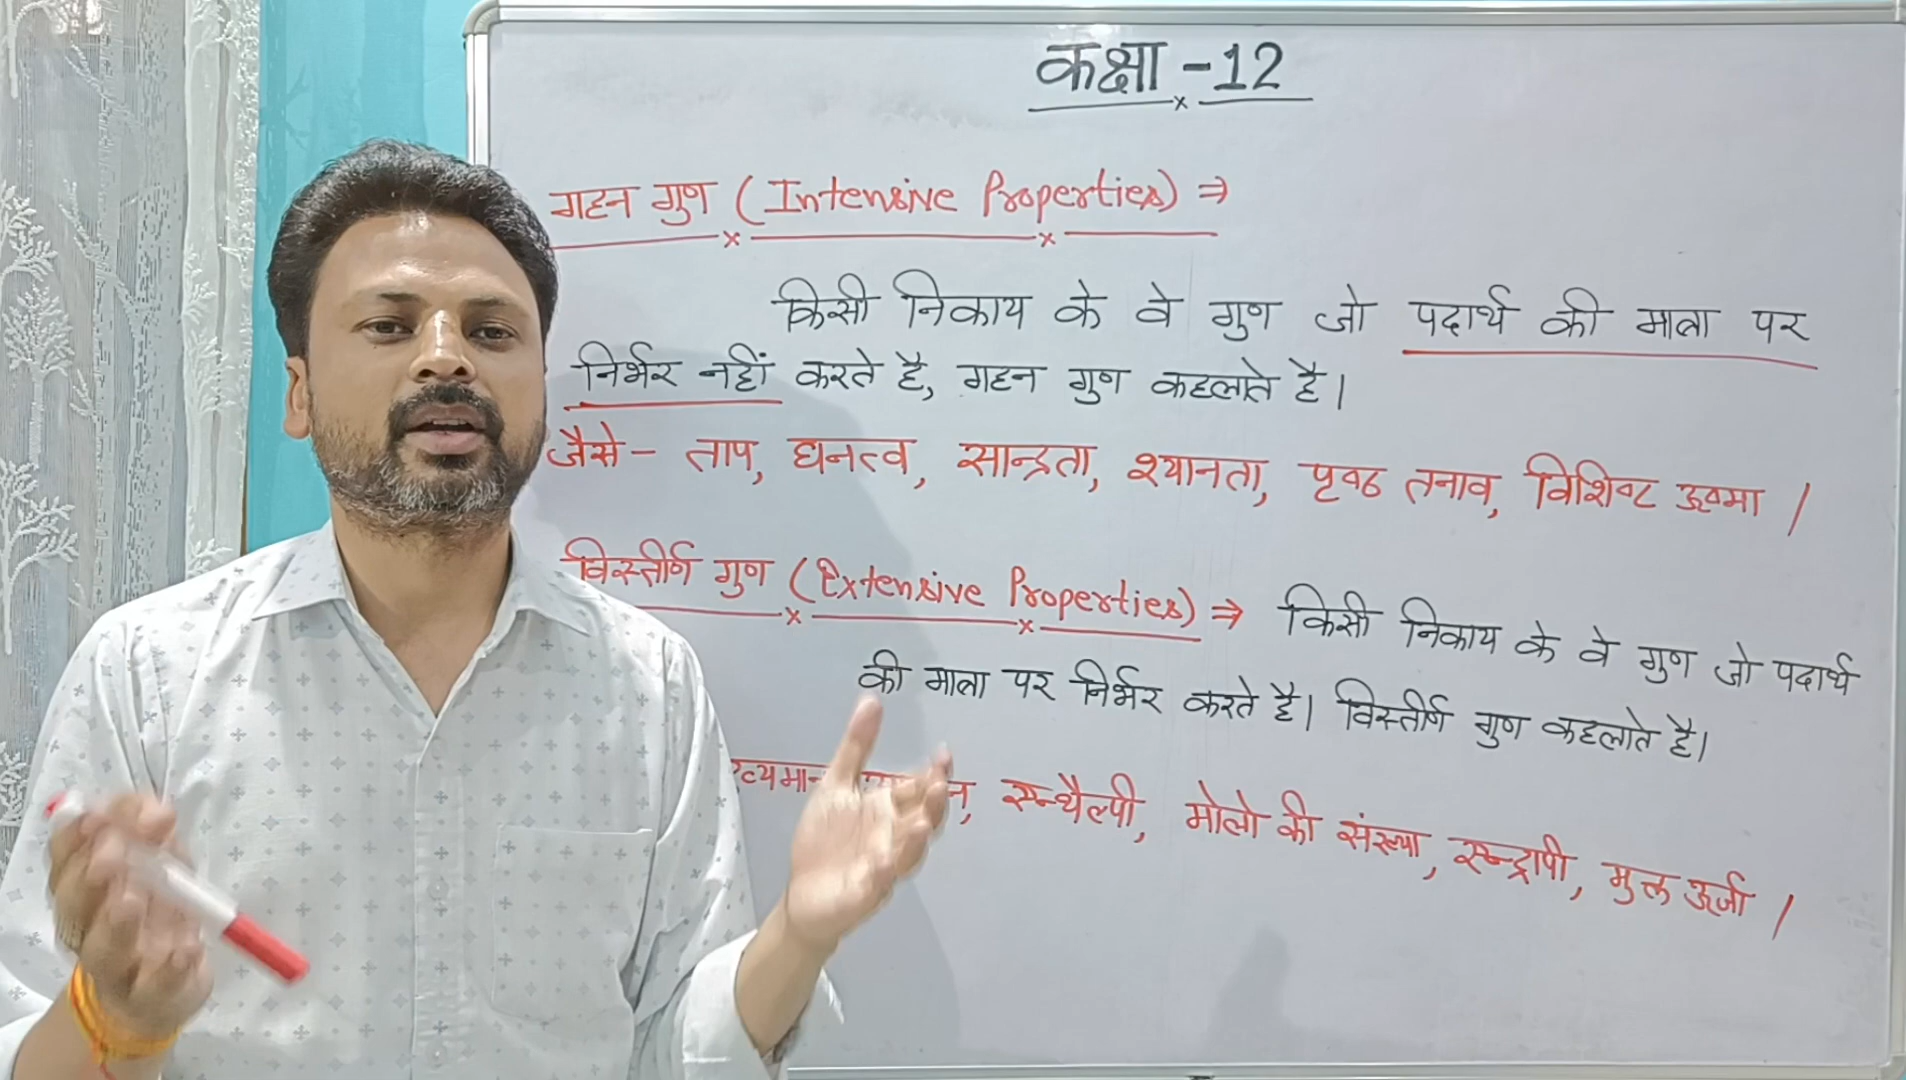 कक्षा - 12
गहन गुण (Intensive Properties) ⇒
किसी निकाय के वे गुण जो पदार्थ की मात्रा पर
निर्भर नहीं करते है, गहन गुण कहलाते है।
जैसे - ताप, घनत्व, सान्द्रता, श्यानता, पृष्ठ तनाव, विशिष्ट ऊष्मा।
विस्तीर्ण गुण (Extensive Properties) ⇒ किसी निकाय के वे गुण जो पदार्थ
की मात्रा पर निर्भर करते है। विस्तीर्ण गुण कहलाते है।
एन्थैल्पी, मोलो की संख्या, एन्ट्रापी, मुक्त ऊर्जा।